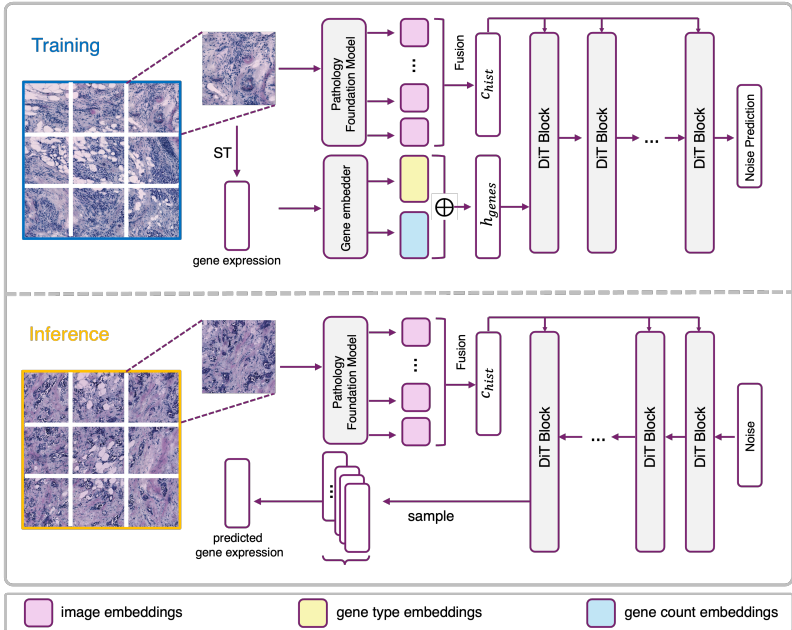 Training
ST
gene expression
Pathology
Foundation Model
...
Fusion
c_hist
Gene embedder
⊕
h_genes
DiT Block
DiT Block
...
DiT Block
Noise Prediction
Inference
Pathology
Foundation Model
...
Fusion
c_hist
DiT Block
...
DiT Block
DiT Block
Noise
sample
...
predicted
gene expression
image embeddings
gene type embeddings
gene count embeddings